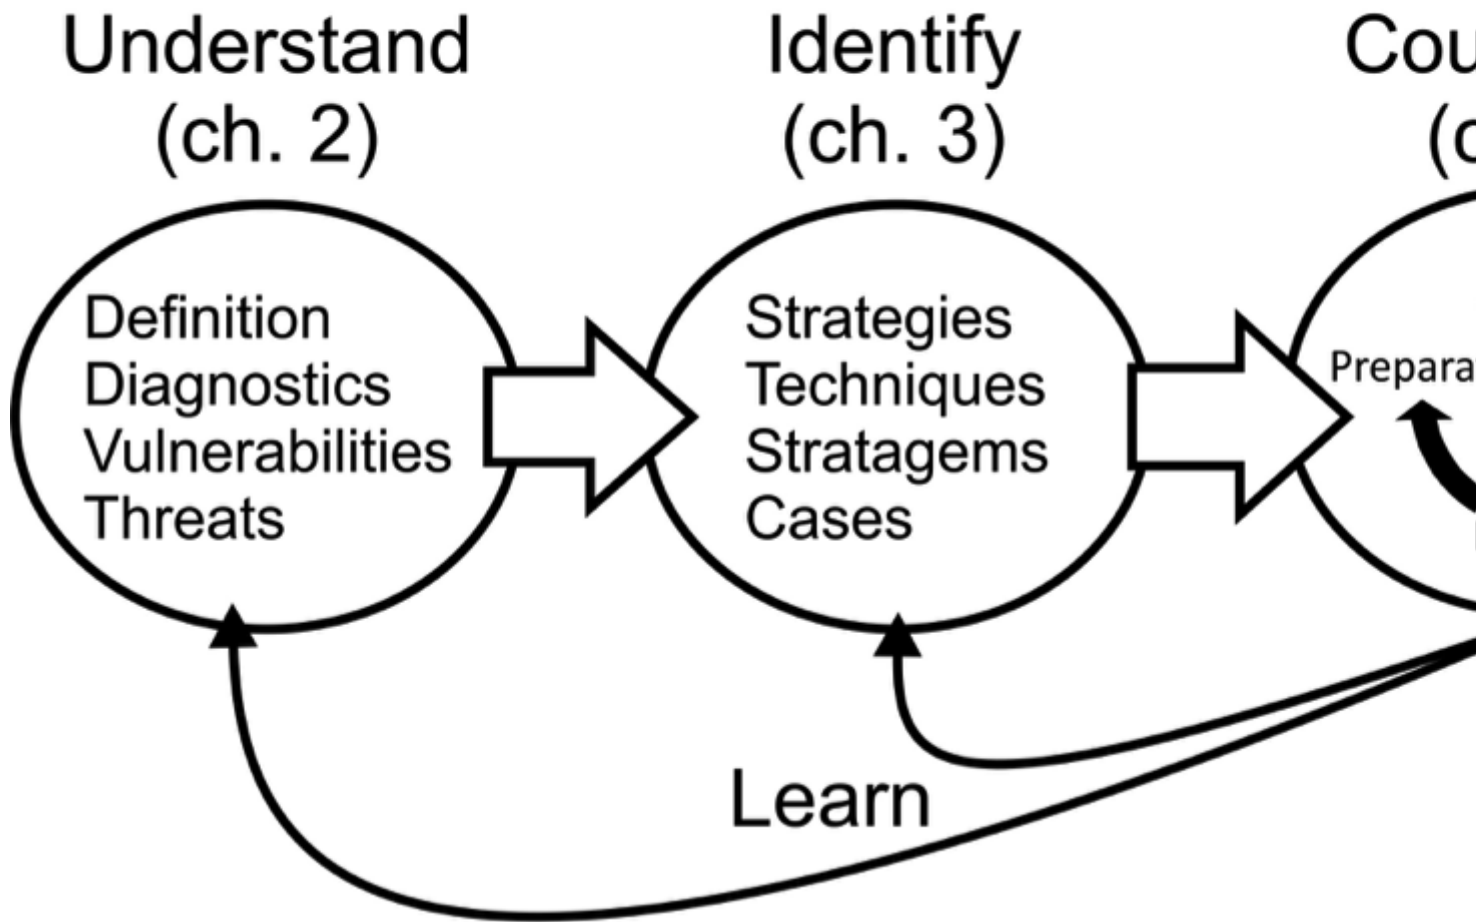 Understand
(ch. 2)
Identify
(ch. 3)
Definition
Diagnostics
Vulnerabilities
Threats
Strategies
Techniques
Stratagems
Cases
Learn